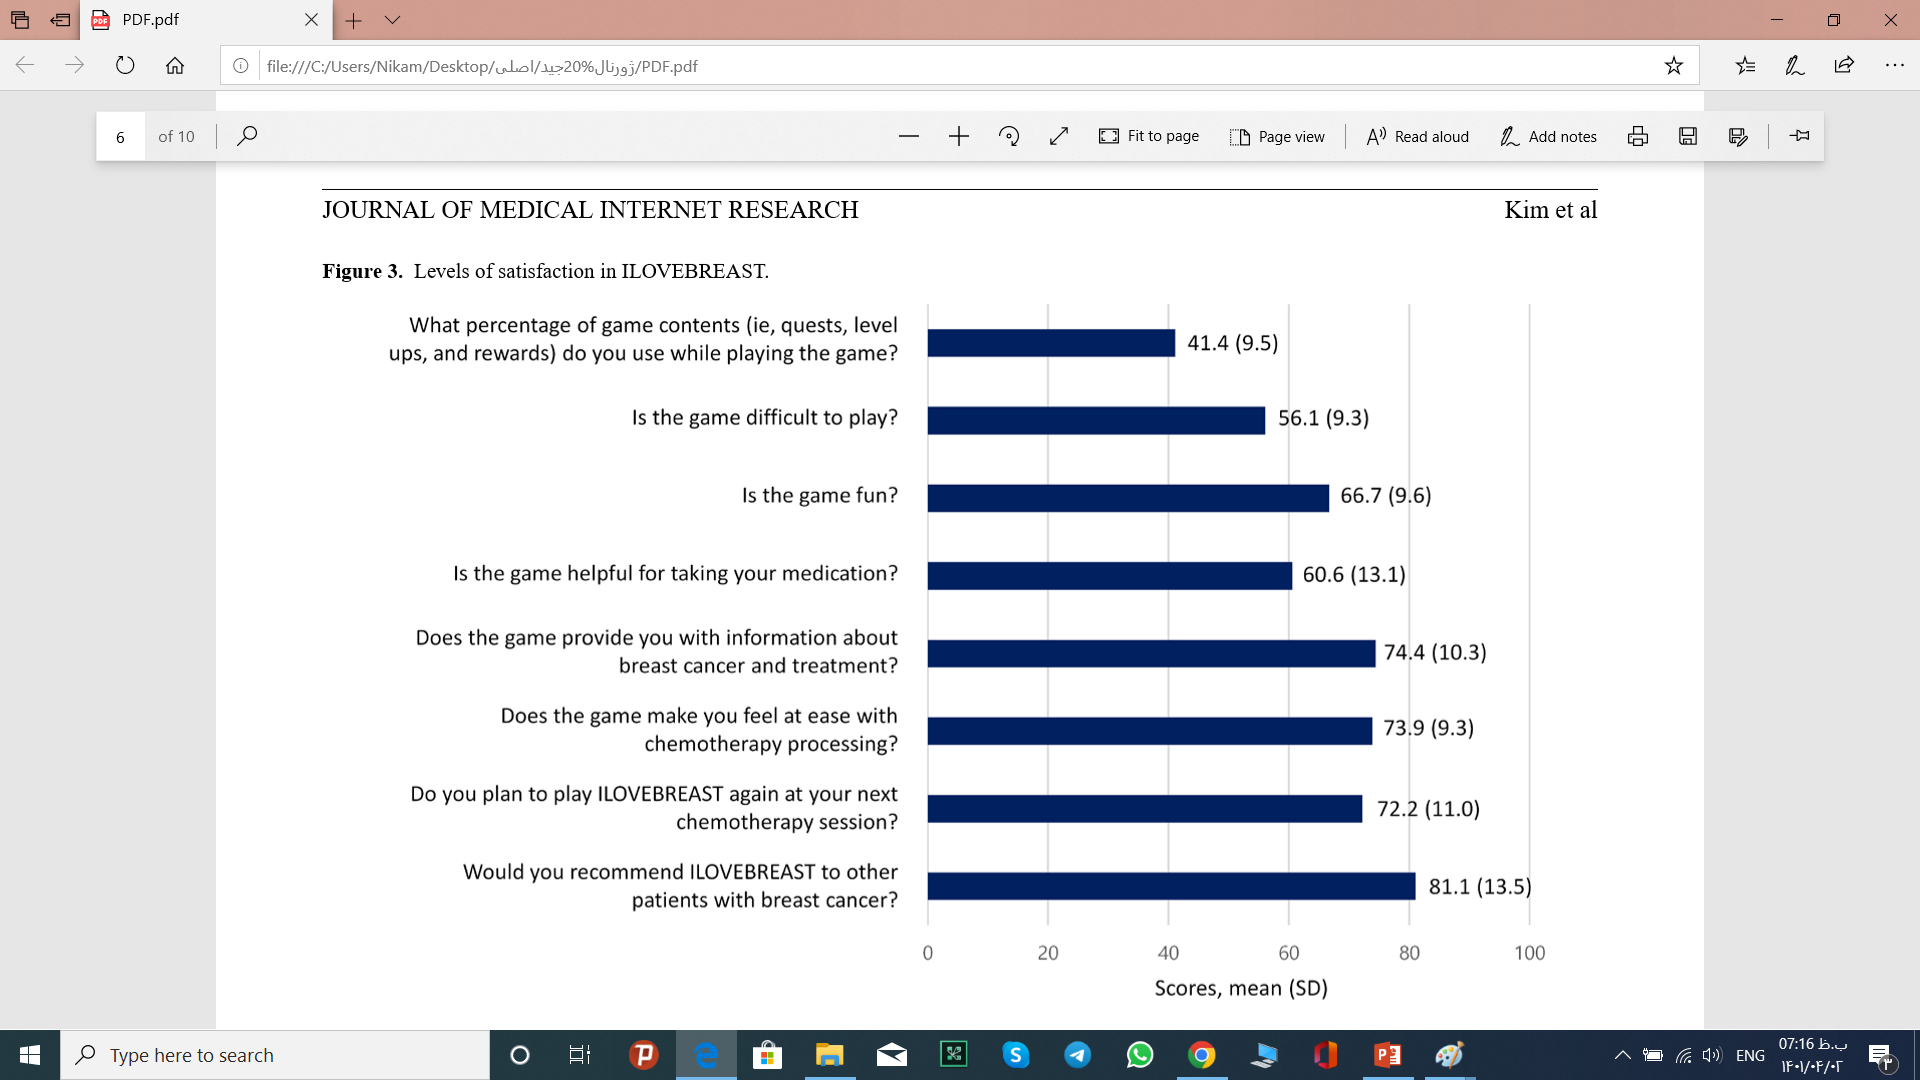 PDF.pdf
file:///C:/Users/Nikam/Desktop/ژورنال%20جید/اصلی/PDF.pdf
6 of 10
Fit to page
Page view
Read aloud
Add notes
JOURNAL OF MEDICAL INTERNET RESEARCH
Kim et al
Figure 3. Levels of satisfaction in ILOVEBREAST.
What percentage of game contents (ie, quests, level
ups, and rewards) do you use while playing the game?
41.4 (9.5)
Is the game difficult to play?
56.1 (9.3)
Is the game fun?
66.7 (9.6)
Is the game helpful for taking your medication?
60.6 (13.1)
Does the game provide you with information about
breast cancer and treatment?
74.4 (10.3)
Does the game make you feel at ease with
chemotherapy processing?
73.9 (9.3)
Do you plan to play ILOVEBREAST again at your next
chemotherapy session?
72.2 (11.0)
Would you recommend ILOVEBREAST to other
patients with breast cancer?
81.1 (13.5)
0 20 40 60 80 100
Scores, mean (SD)
Type here to search
ENG
07:16 ب.ظ
۱۴۰۱/۰۴/۰۲
۳